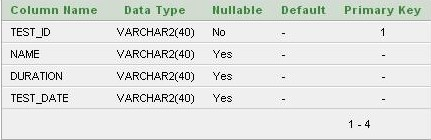 Column Name Data Type Nullable Default Primary Key
TEST_ID VARCHAR2(40) No - 1
NAME VARCHAR2(40) Yes - -
DURATION VARCHAR2(40) Yes - -
TEST_DATE VARCHAR2(40) Yes - -
1 - 4